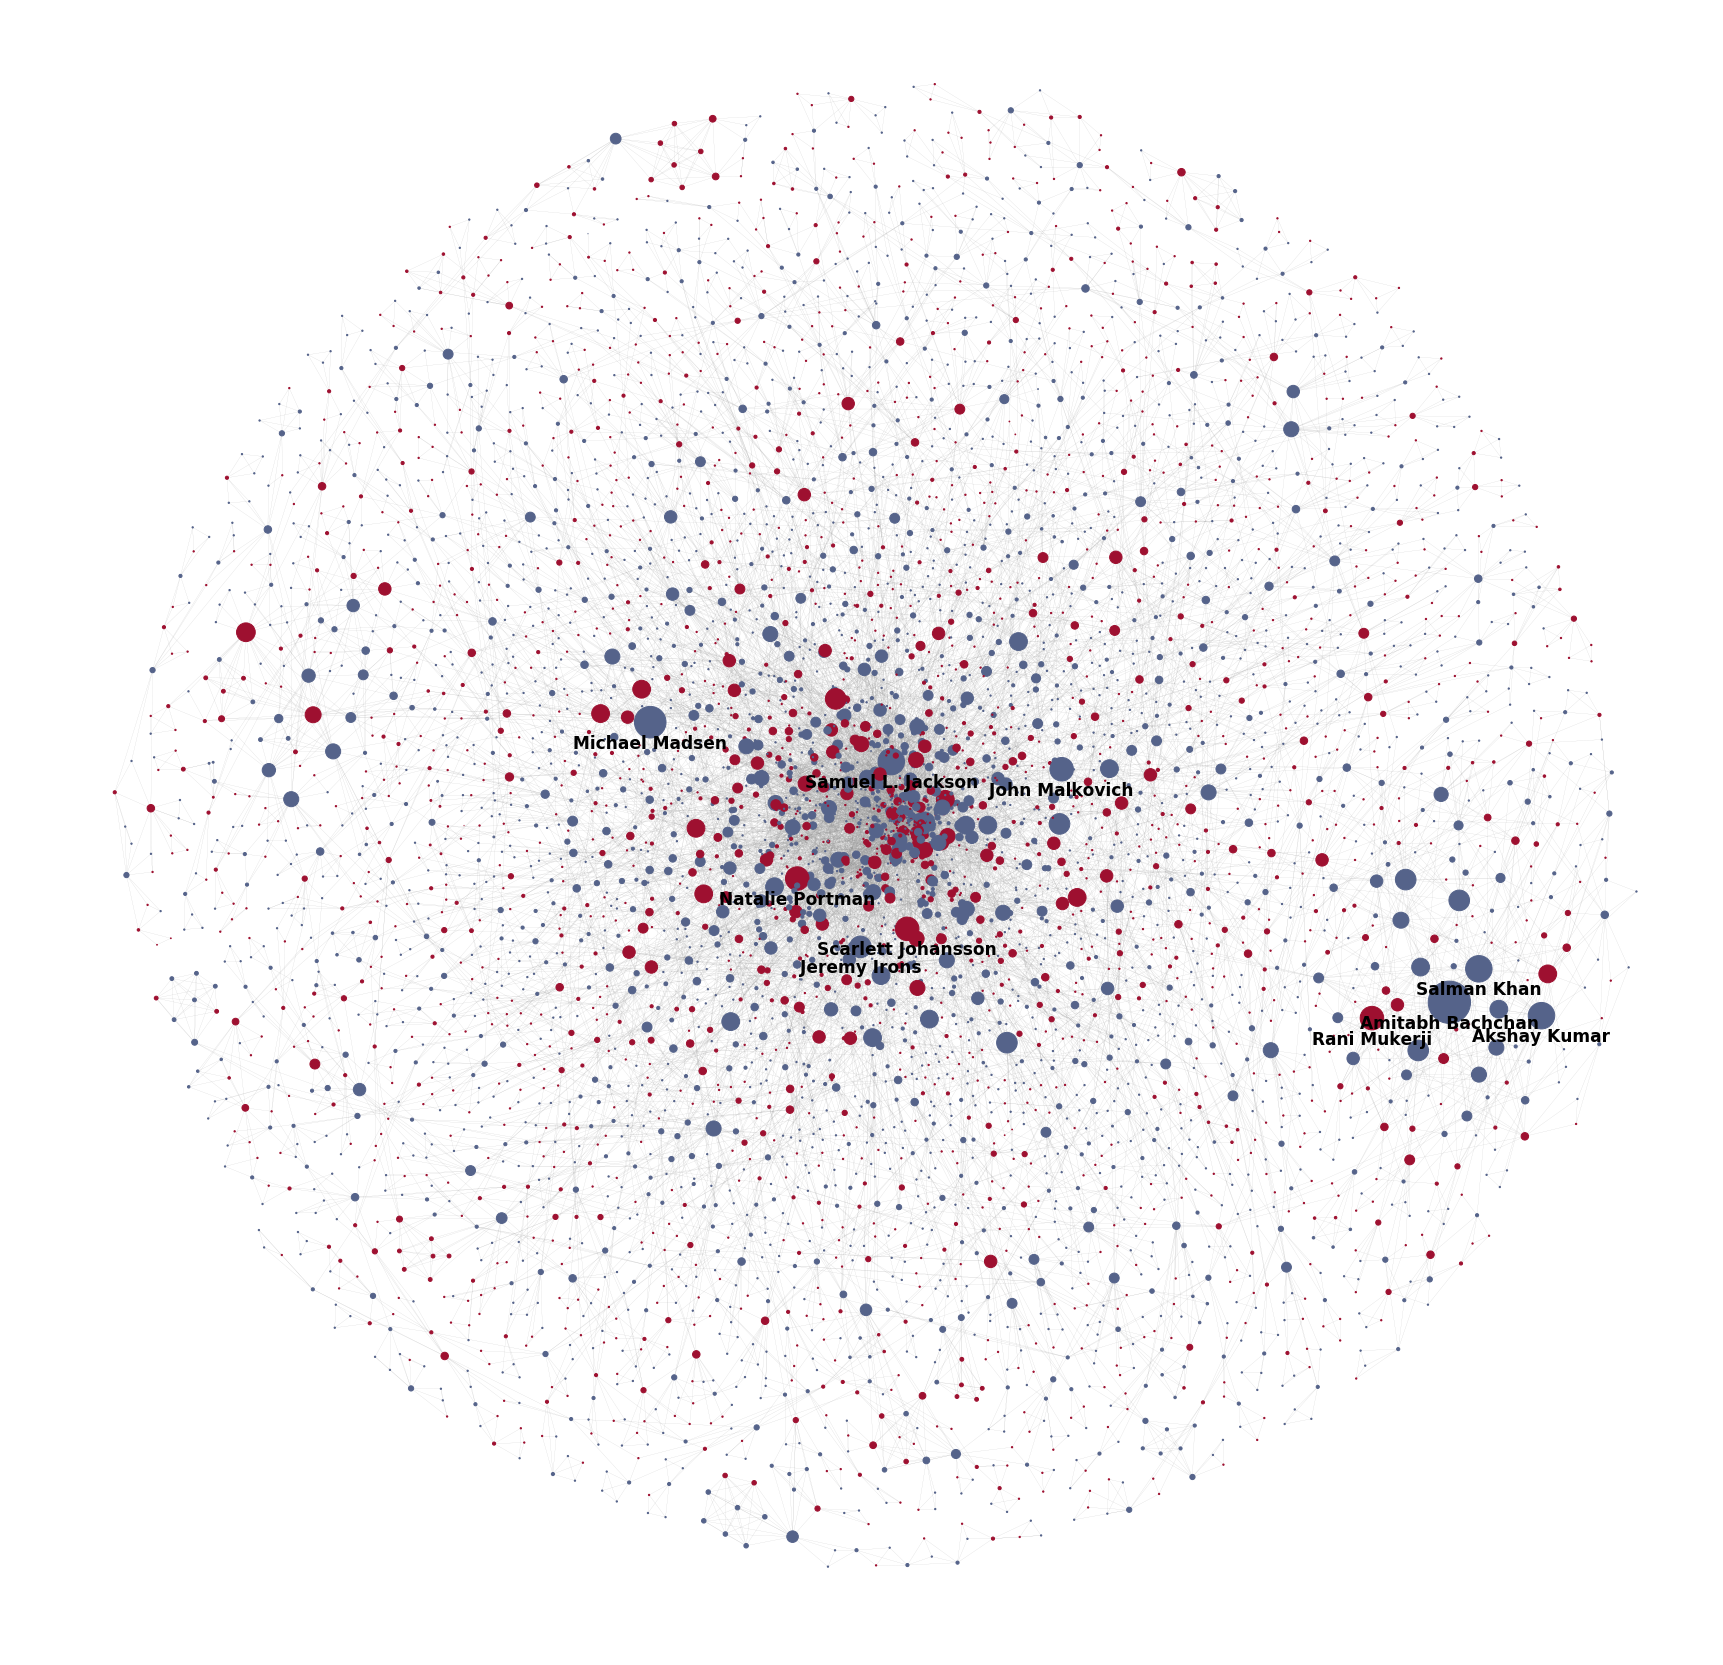 Michael Madsen
Samuel L. Jackson
John Malkovich
Natalie Portman
Scarlett Johansson
Jeremy Irons
Salman Khan
Amitabh Bachchan
Rani Mukerji
Akshay Kumar